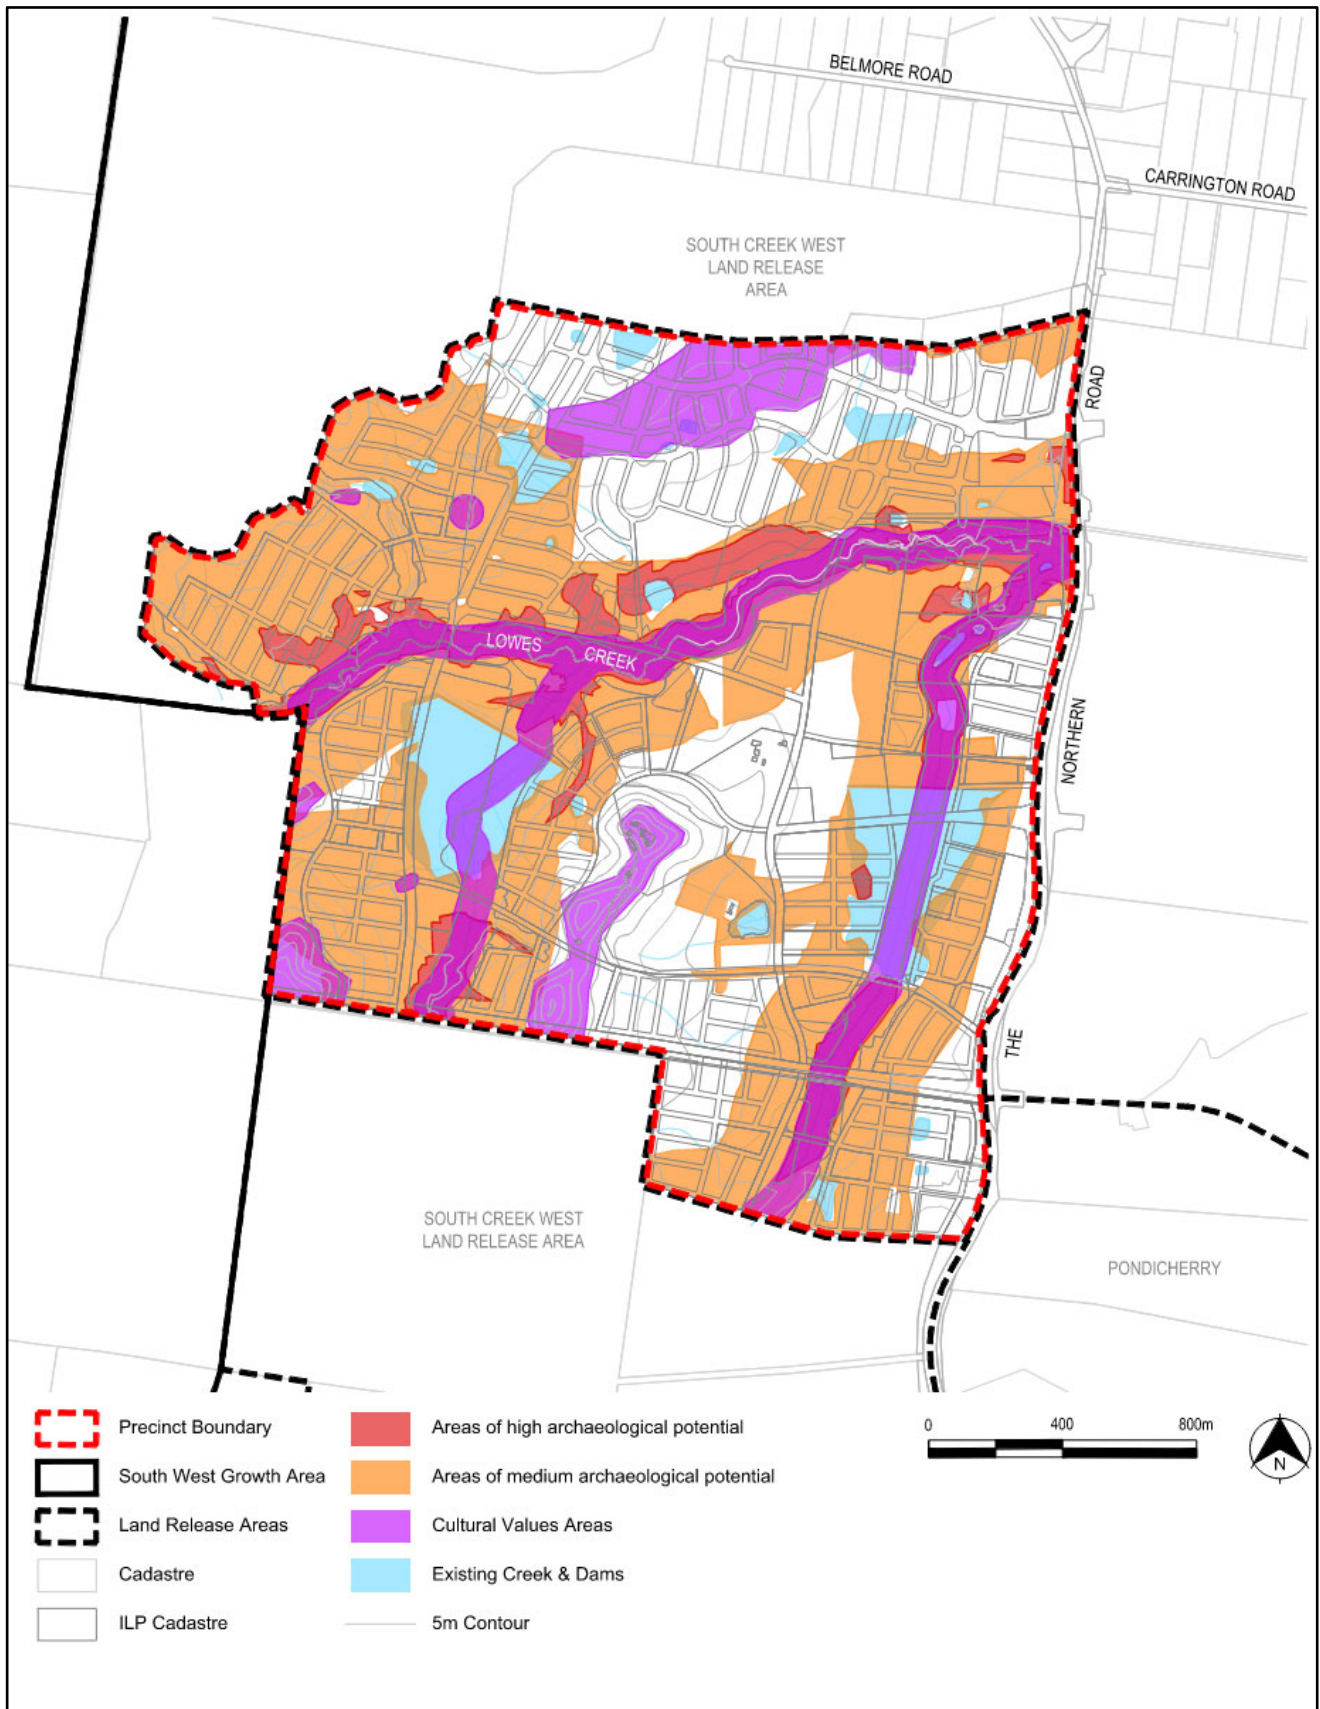 BELMORE ROAD
CARRINGTON ROAD
SOUTH CREEK WEST
LAND RELEASE
AREA
ROAD
LOWES CREEK
NORTHERN
THE
SOUTH CREEK WEST
LAND RELEASE AREA
PONDICHERRY
Precinct Boundary
South West Growth Area
Land Release Areas
Cadastre
ILP Cadastre
Areas of high archaeological potential
Areas of medium archaeological potential
Cultural Values Areas
Existing Creek & Dams
5m Contour
0 400 800m
N